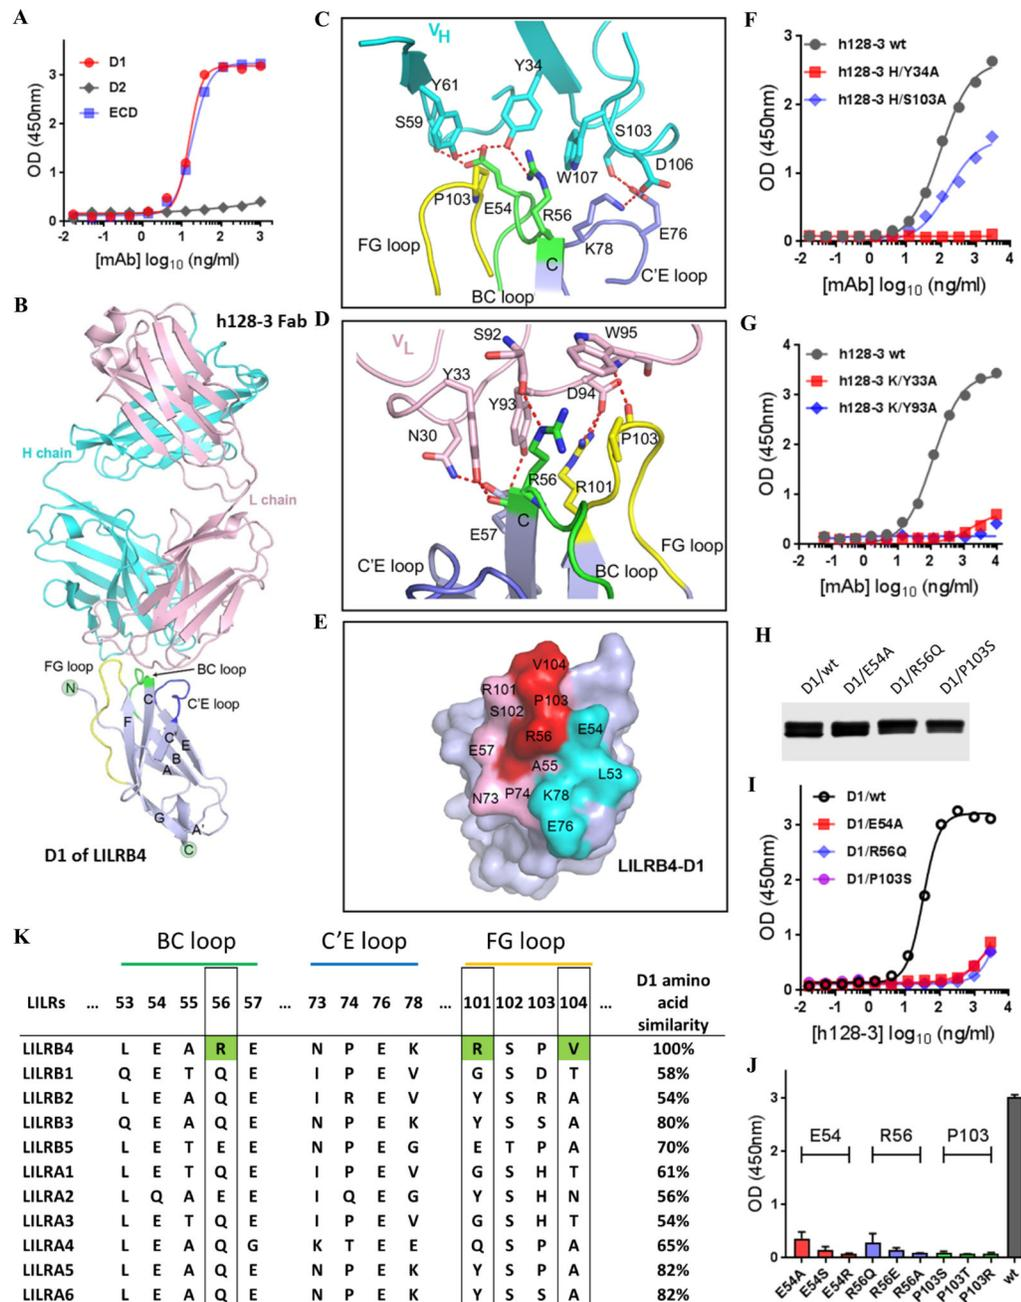 A
D1
D2
ECD
OD (450nm)
3
2
1
0
-2 -1 0 1 2 3
[mAb] log10 (ng/ml)
B
h128-3 Fab
H chain
L chain
FG loop
BC loop
N
C
C'E loop
F
C'
E
B
A
G
A'
C
D1 of LILRB4
C
VH
Y34
Y61
S59
S103
D106
W107
P103
E54
R56
E76
K78
FG loop
C
C'E loop
BC loop
D
S92
W95
VL
Y33
D94
Y93
N30
P103
R56
R101
C
E57
C'E loop
FG loop
BC loop
E
V104
R101
S102
P103
E54
R56
E57
A55
L53
N73
P74
K78
E76
LILRB4-D1
F
h128-3 wt
h128-3 H/Y34A
h128-3 H/S103A
OD (450nm)
3
2
1
0
-2 -1 0 1 2 3 4
[mAb] log10 (ng/ml)
G
h128-3 wt
h128-3 K/Y33A
h128-3 K/Y93A
OD (450nm)
4
3
2
1
0
-2 -1 0 1 2 3 4
[mAb] log10 (ng/ml)
H
D1/wt D1/E54A D1/R56Q D1/P103S
I
D1/wt
D1/E54A
D1/R56Q
D1/P103S
OD (450nm)
3
2
1
0
-2 -1 0 1 2 3 4
[h128-3] log10 (ng/ml)
J
OD (450nm)
3
2
1
0
E54 R56 P103
E54A E54S E54R R56Q R56E R56A P103S P103T P103R wt
K
BC loop C'E loop FG loop
LILRs ... 53 54 55 56 57 ... 73 74 76 78 ... 101 102 103 104 ... D1 amino acid similarity
LILRB4 L E A R E N P E K R S P V 100%
LILRB1 Q E T Q E I P E V G S D T 58%
LILRB2 L E A Q E I R E V Y S R A 54%
LILRB3 Q E A Q E N P E K Y S S A 80%
LILRB5 L E T E E N P E G E T P A 70%
LILRA1 L E T Q E I P E V G S H T 61%
LILRA2 L Q A E E I Q E G Y S H N 56%
LILRA3 L E T Q E I P E V G S H T 54%
LILRA4 L E A Q G K T E E Q S P A 65%
LILRA5 L E A Q E N P E K Y S P A 82%
LILRA6 L E A Q E N P E K Y S S A 82%